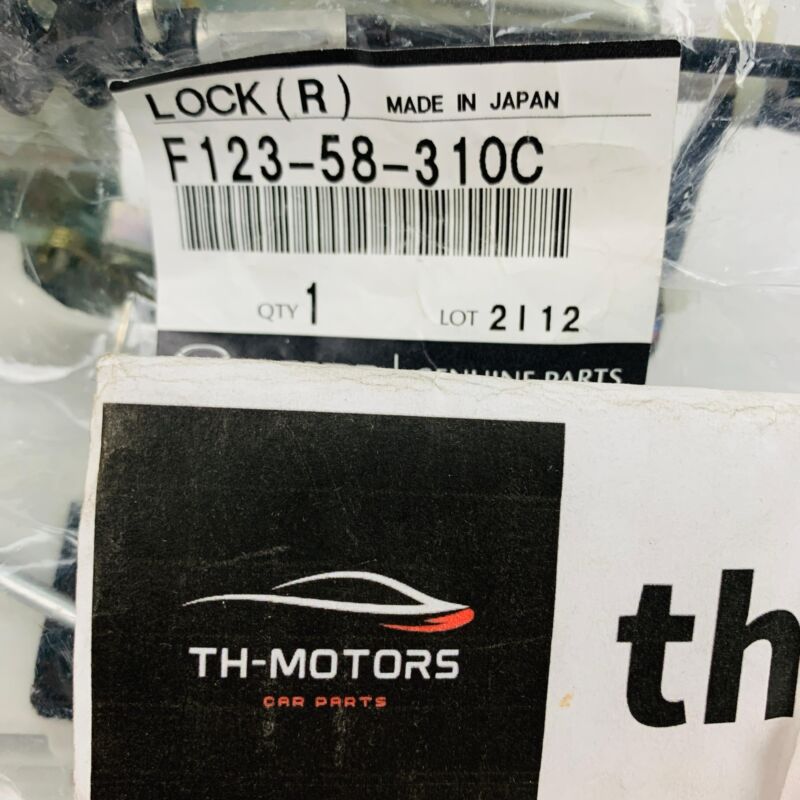 LOCK(R) MADE IN JAPAN
F123-58-310C
QTY 1 LOT 2112
GENUINE PARTS
TH-MOTORS
CAR PARTS
th